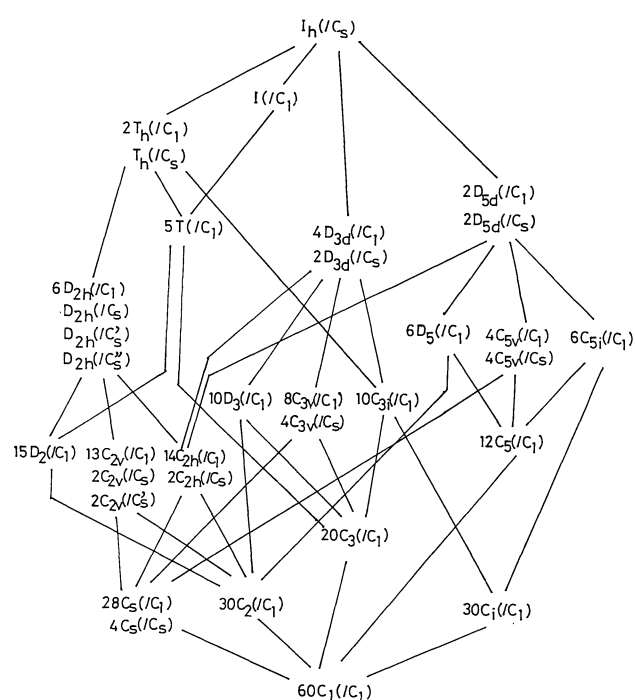 I_h(/C_s)
I(/C_1)
2T_h(/C_1)
T_h(/C_s)
2D_5d(/C_1)
2D_5d(/C_s)
5T(/C_1)
4D_3d(/C_1)
2D_3d(/C_s)
6D_2h(/C_1)
D_2h(/C_s)
D_2h(/C_s')
D_2h(/C_s'')
6D_5(/C_1)
4C_5v(/C_1)
4C_5v(/C_s)
6C_5i(/C_1)
10D_3(/C_1)
8C_3v(/C_1)
4C_3v(/C_s)
10C_3i(/C_1)
15D_2(/C_1)
13C_2v(/C_1)
2C_2v(/C_s)
2C_2v(/C_s')
14C_2h(/C_1)
2C_2h(/C_s)
12C_5(/C_1)
20C_3(/C_1)
28C_s(/C_1)
4C_s(/C_s)
30C_2(/C_1)
30C_i(/C_1)
60C_1(/C_1)